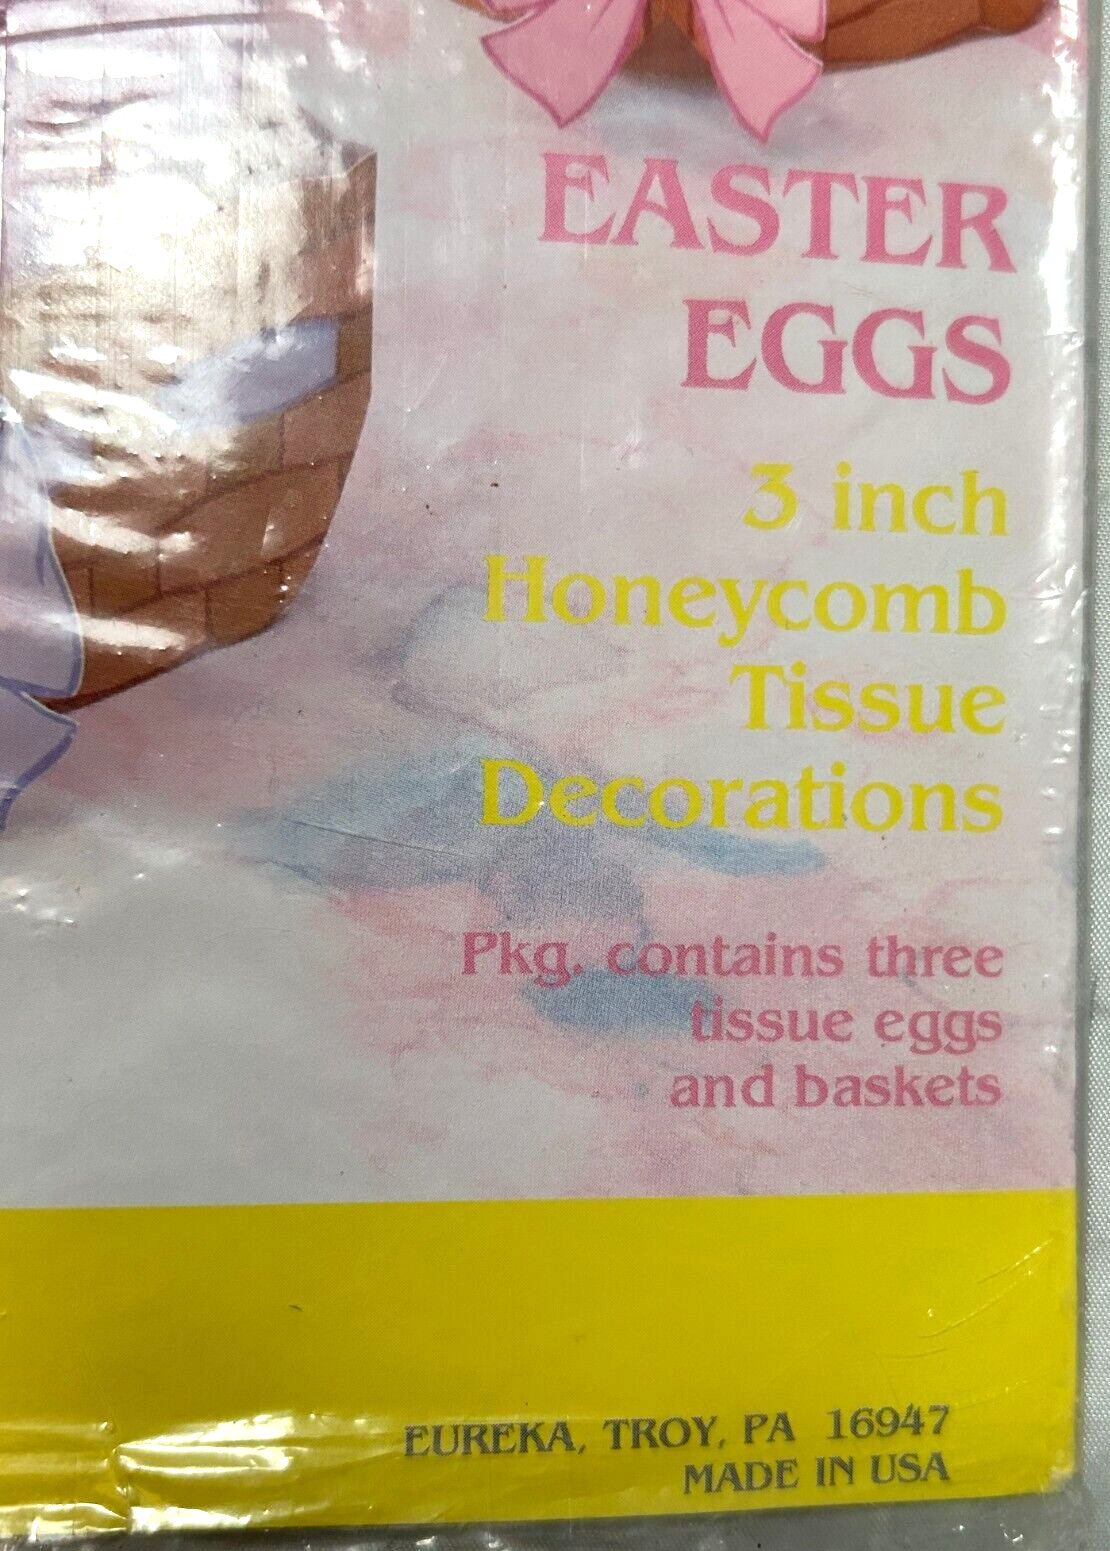 EASTER
EGGS
3 inch
Honeycomb
Tissue
Decorations
Pkg. contains three
tissue eggs
and baskets
EUREKA, TROY, PA 16947
MADE IN USA